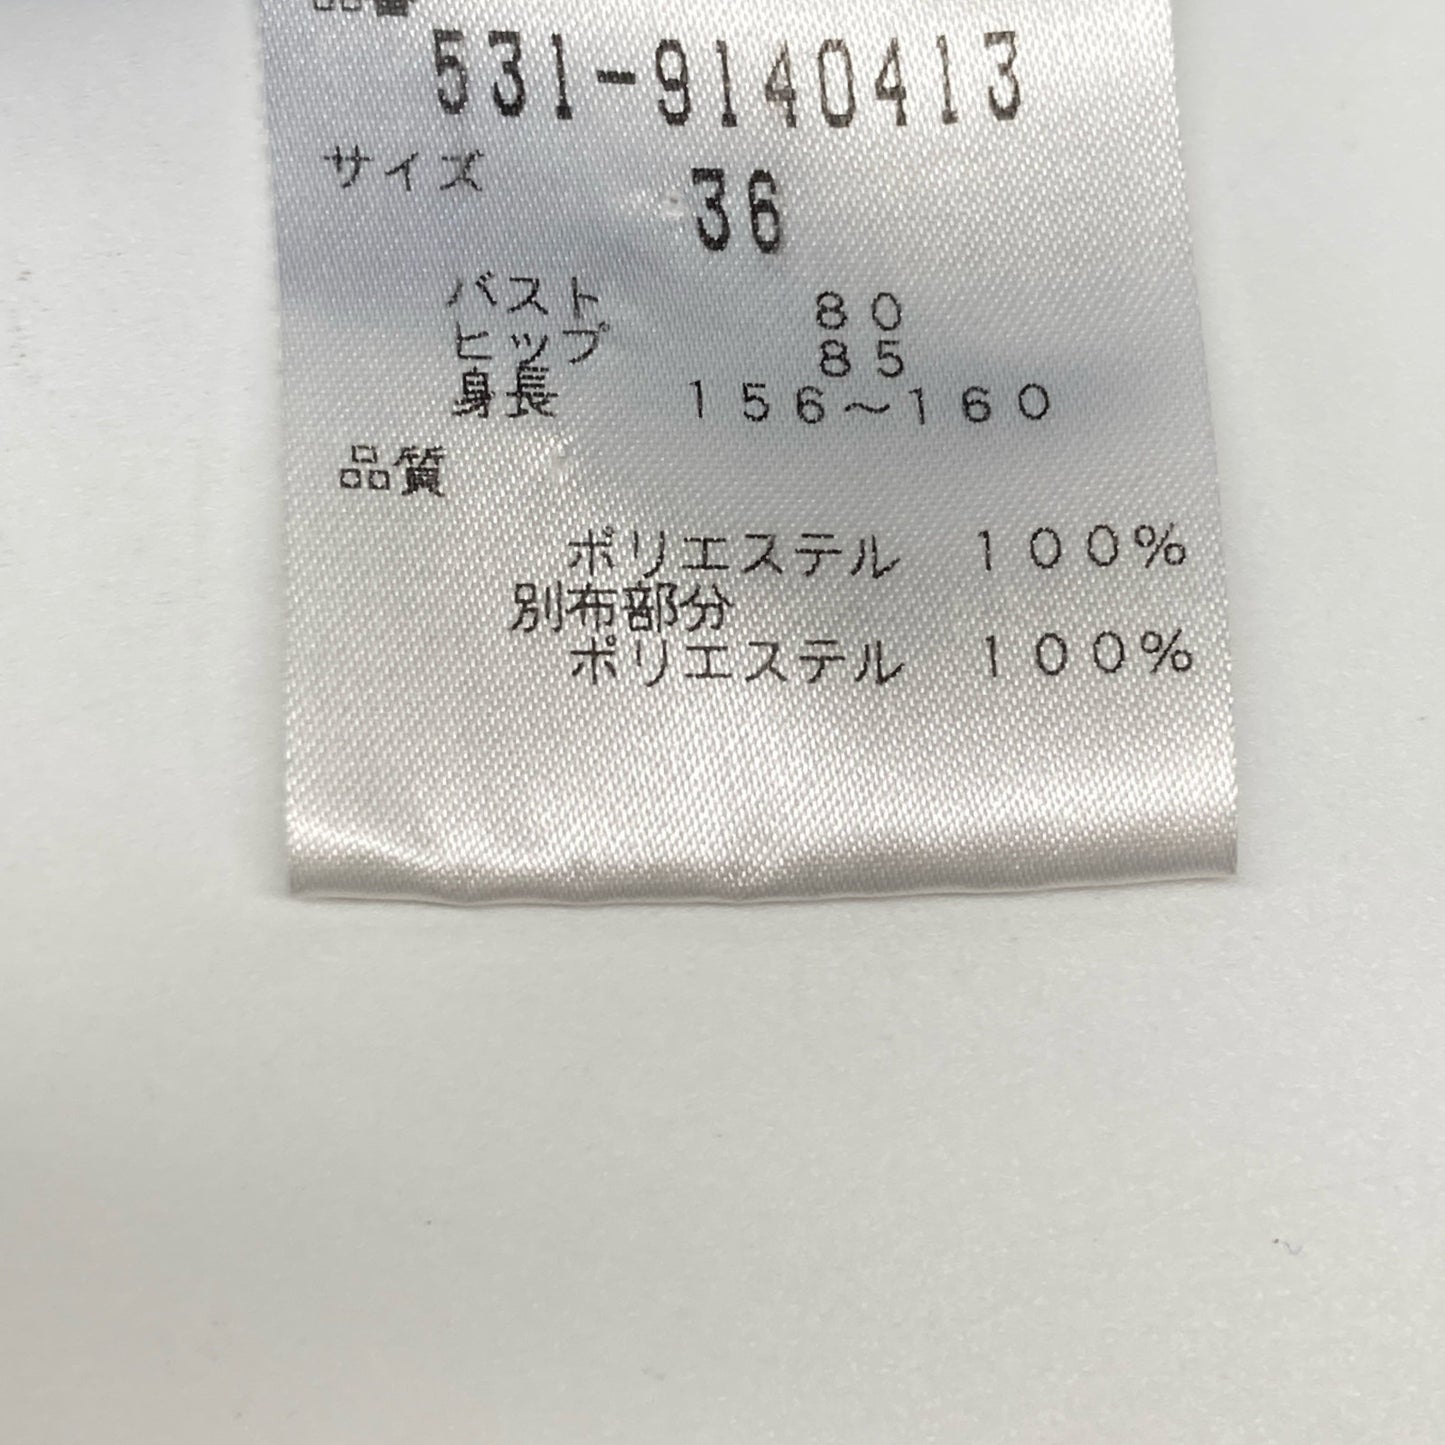 品番
531-9140413
サイズ 36
バスト 80
ヒップ 85
身長 156～160
品質
ポリエステル 100%
別布部分
ポリエステル 100%